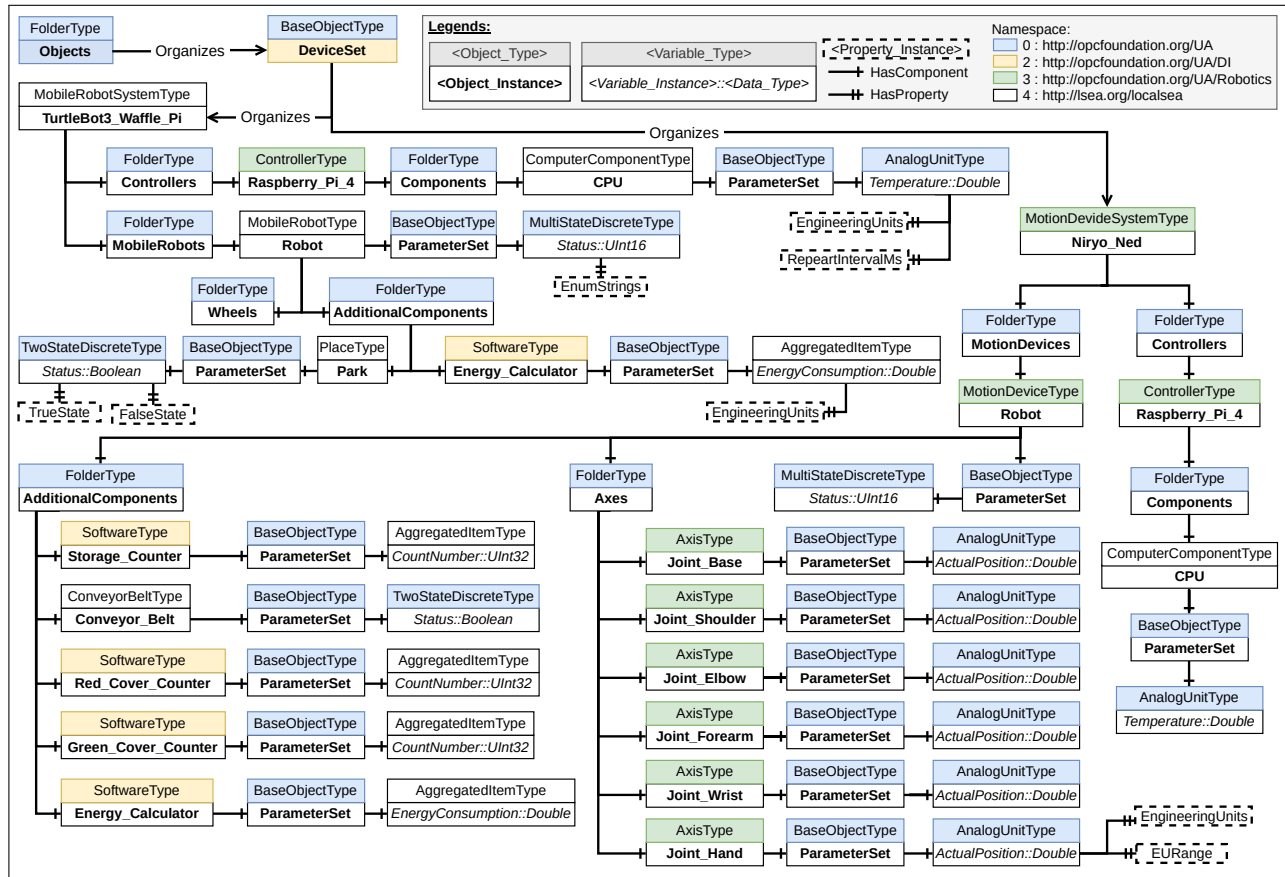 FolderType
Objects
Organizes
BaseObjectType
DeviceSet
Legends:
<Object_Type>
<Object_Instance>
<Variable_Type>
<Variable_Instance>::<Data_Type>
<Property_Instance>
HasComponent
HasProperty
Namespace:
0 : http://opcfoundation.org/UA
2 : http://opcfoundation.org/UA/DI
3 : http://opcfoundation.org/UA/Robotics
4 : http://lsea.org/localsea
MobileRobotSystemType
TurtleBot3_Waffle_Pi
Organizes
Organizes
FolderType
Controllers
ControllerType
Raspberry_Pi_4
FolderType
Components
ComputerComponentType
CPU
BaseObjectType
ParameterSet
AnalogUnitType
Temperature::Double
EngineeringUnits
RepeartIntervalMs
FolderType
MobileRobots
MobileRobotType
Robot
BaseObjectType
ParameterSet
MultiStateDiscreteType
Status::UInt16
EnumStrings
FolderType
Wheels
FolderType
AdditionalComponents
TwoStateDiscreteType
Status::Boolean
TrueState
FalseState
BaseObjectType
ParameterSet
PlaceType
Park
SoftwareType
Energy_Calculator
BaseObjectType
ParameterSet
AggregatedItemType
EnergyConsumption::Double
EngineeringUnits
MotionDevideSystemType
Niryo_Ned
FolderType
MotionDevices
MotionDeviceType
Robot
FolderType
Controllers
ControllerType
Raspberry_Pi_4
FolderType
Components
ComputerComponentType
CPU
BaseObjectType
ParameterSet
AnalogUnitType
Temperature::Double
FolderType
AdditionalComponents
SoftwareType
Storage_Counter
BaseObjectType
ParameterSet
AggregatedItemType
CountNumber::UInt32
ConveyorBeltType
Conveyor_Belt
BaseObjectType
ParameterSet
TwoStateDiscreteType
Status::Boolean
SoftwareType
Red_Cover_Counter
BaseObjectType
ParameterSet
AggregatedItemType
CountNumber::UInt32
SoftwareType
Green_Cover_Counter
BaseObjectType
ParameterSet
AggregatedItemType
CountNumber::UInt32
SoftwareType
Energy_Calculator
BaseObjectType
ParameterSet
AggregatedItemType
EnergyConsumption::Double
FolderType
Axes
MultiStateDiscreteType
Status::UInt16
BaseObjectType
ParameterSet
AxisType
Joint_Base
BaseObjectType
ParameterSet
AnalogUnitType
ActualPosition::Double
AxisType
Joint_Shoulder
BaseObjectType
ParameterSet
AnalogUnitType
ActualPosition::Double
AxisType
Joint_Elbow
BaseObjectType
ParameterSet
AnalogUnitType
ActualPosition::Double
AxisType
Joint_Forearm
BaseObjectType
ParameterSet
AnalogUnitType
ActualPosition::Double
AxisType
Joint_Wrist
BaseObjectType
ParameterSet
AnalogUnitType
ActualPosition::Double
AxisType
Joint_Hand
BaseObjectType
ParameterSet
AnalogUnitType
ActualPosition::Double
EngineeringUnits
EURange